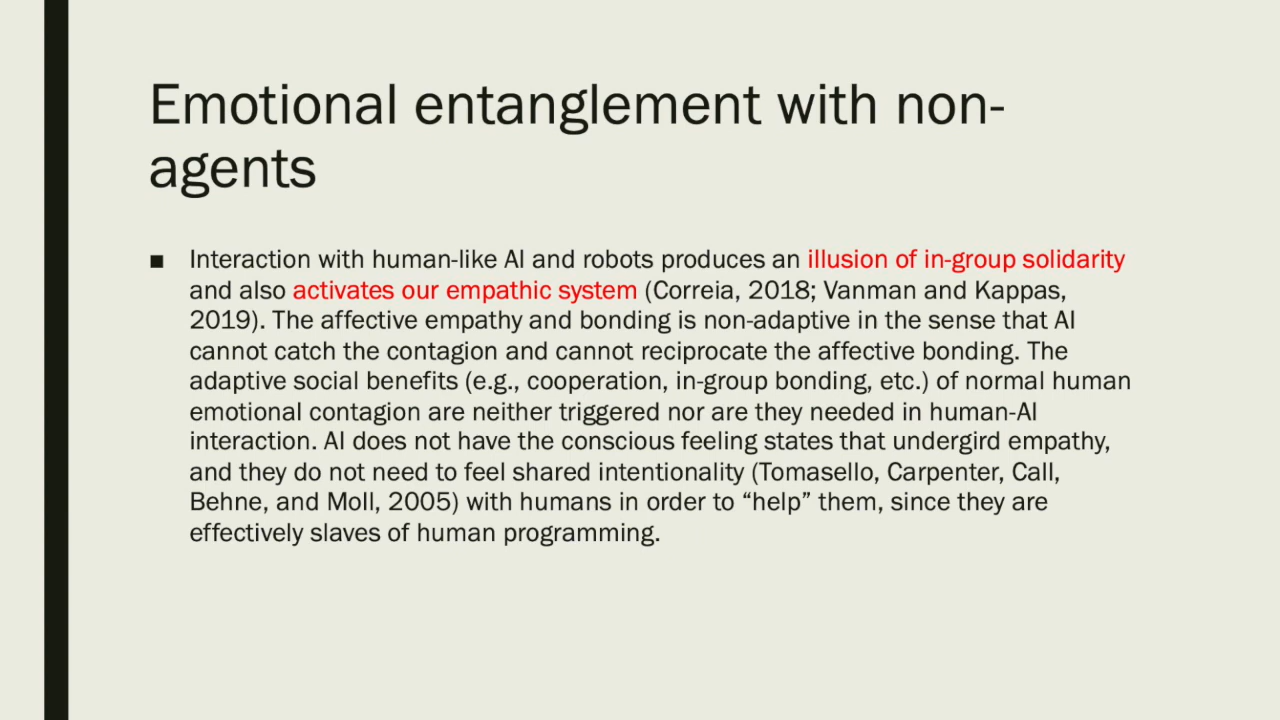 Emotional entanglement with non-
agents
■ Interaction with human-like AI and robots produces an illusion of in-group solidarity
and also activates our empathic system (Correia, 2018; Vanman and Kappas,
2019). The affective empathy and bonding is non-adaptive in the sense that AI
cannot catch the contagion and cannot reciprocate the affective bonding. The
adaptive social benefits (e.g., cooperation, in-group bonding, etc.) of normal human
emotional contagion are neither triggered nor are they needed in human-AI
interaction. AI does not have the conscious feeling states that undergird empathy,
and they do not need to feel shared intentionality (Tomasello, Carpenter, Call,
Behne, and Moll, 2005) with humans in order to “help” them, since they are
effectively slaves of human programming.